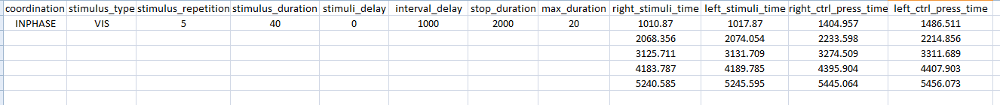 coordination stimulus_type stimulus_repetition stimulus_duration stimuli_delay interval_delay stop_duration max_duration right_stimuli_time left_stimuli_time right_ctrl_press_time left_ctrl_press_time
INPHASE VIS 5 40 0 1000 2000 20 1010.87 1017.87 1404.957 1486.511
2068.356 2074.054 2233.598 2214.856
3125.711 3131.709 3274.509 3311.689
4183.787 4189.785 4395.904 4407.903
5240.585 5245.595 5445.064 5456.073